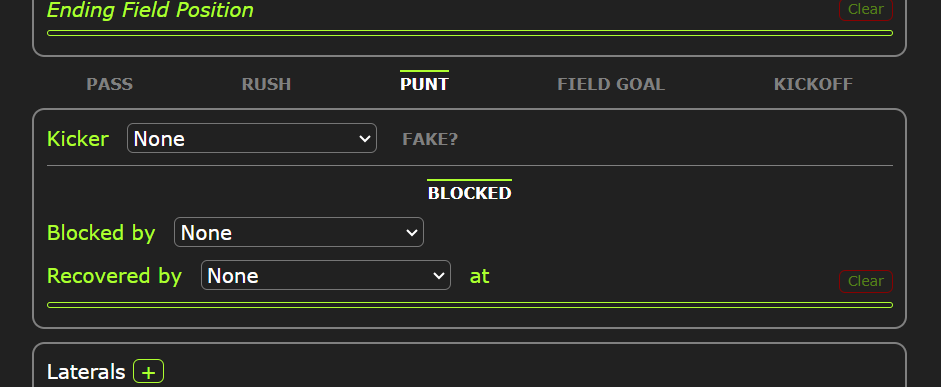 Ending Field Position Clear
PASS RUSH PUNT FIELD GOAL KICKOFF
Kicker None FAKE?
BLOCKED
Blocked by None
Recovered by None at Clear
Laterals +